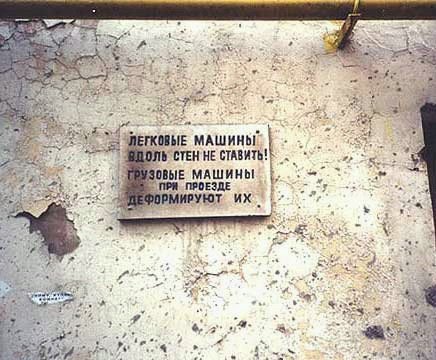 ЛЕГКОВЫЕ МАШИНЫ
ВДОЛЬ СТЕН НЕ СТАВИТЬ!
ГРУЗОВЫЕ МАШИНЫ
ПРИ ПРОЕЗДЕ
ДЕФОРМИРУЮТ ИХ